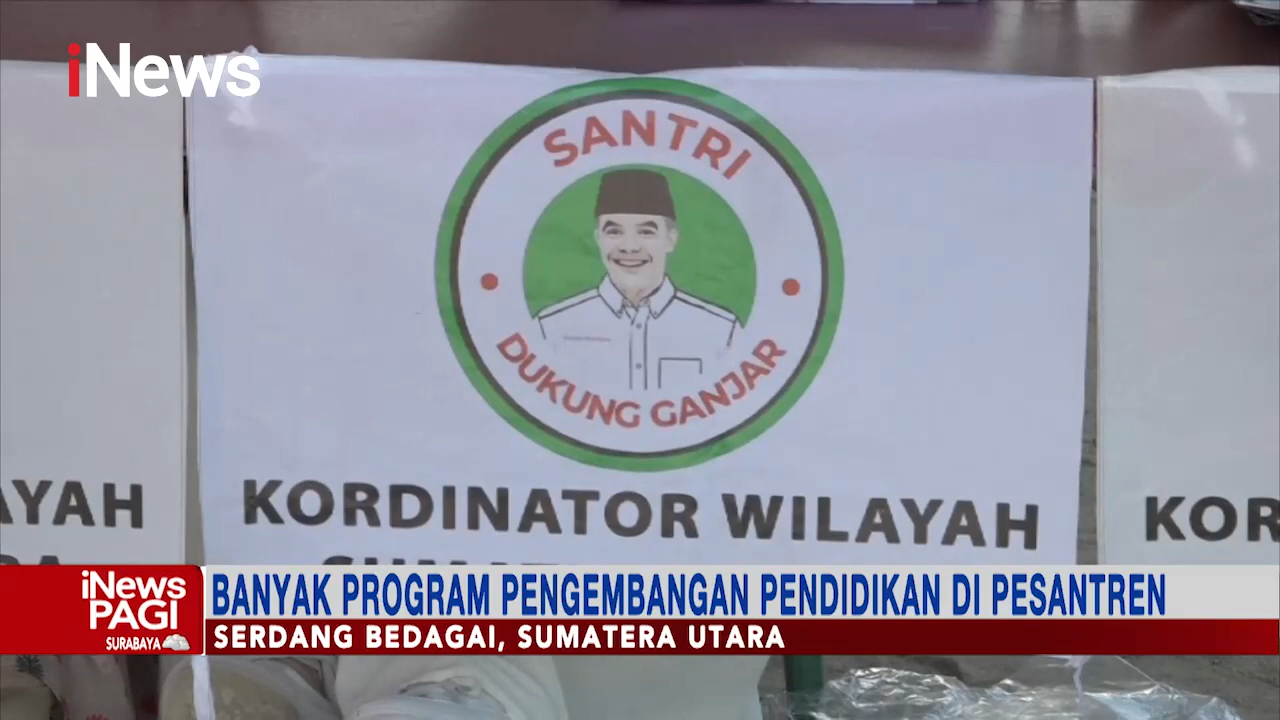 iNews
SANTRI
DUKUNG GANJAR
KORDINATOR WILAYAH
AYAH
KOR
iNews
PAGI
SURABAYA
BANYAK PROGRAM PENGEMBANGAN PENDIDIKAN DI PESANTREN
SERDANG BEDAGAI, SUMATERA UTARA